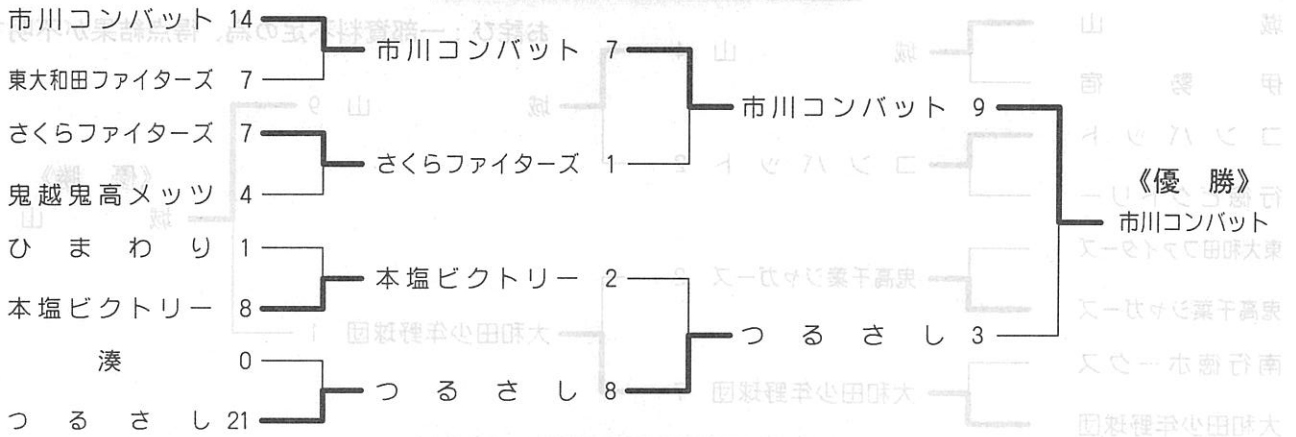 市川コンバット 14
東大和田ファイターズ 7
さくらファイターズ 7
鬼越鬼高メッツ 4
ひまわり 1
本塩ビクトリー 8
湊 0
つるさし 21
市川コンバット 7
さくらファイターズ 1
本塩ビクトリー 2
つるさし 8
市川コンバット 9
つるさし 3
《優 勝》
市川コンバット